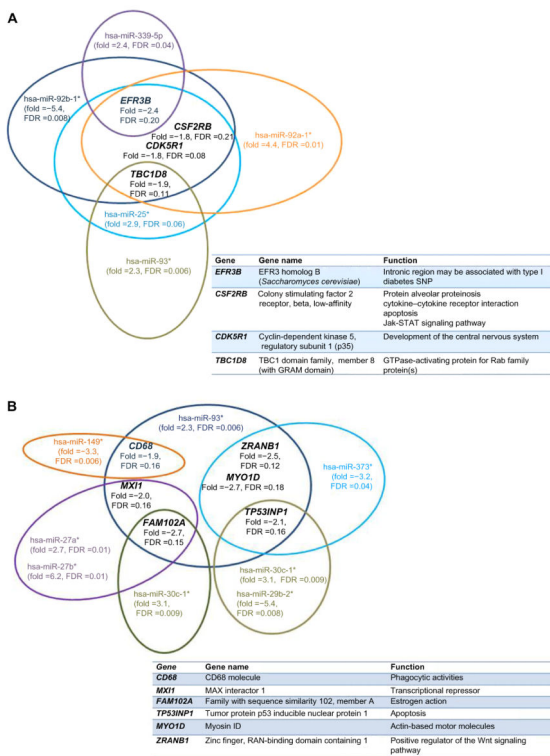 A
hsa-miR-339-5p
(fold =2.4, FDR =0.04)
hsa-miR-92b-1*
(fold =−5.4,
FDR =0.008)
EFR3B
Fold =−2.4
FDR =0.20
CSF2RB
Fold =−1.8, FDR =0.21
CDK5R1
Fold =−1.8, FDR =0.08
hsa-miR-92a-1*
(fold =4.4, FDR =0.01)
TBC1D8
Fold =−1.9,
FDR =0.11
hsa-miR-25*
(fold =2.9, FDR =0.06)
hsa-miR-93*
(fold =2.3, FDR =0.006)
Gene Gene name Function
EFR3B EFR3 homolog B Intronic region may be associated with type I
(Saccharomyces cerevisiae) diabetes SNP
CSF2RB Colony stimulating factor 2 Protein alveolar proteinosis
receptor, beta, low-affinity cytokine–cytokine receptor interaction
apoptosis
Jak-STAT signaling pathway
CDK5R1 Cyclin-dependent kinase 5, Development of the central nervous system
regulatory subunit 1 (p35)
TBC1D8 TBC1 domain family, member 8 GTPase-activating protein for Rab family
(with GRAM domain) protein(s)
B
hsa-miR-93*
(fold =2.3, FDR =0.006)
hsa-miR-149*
(fold =−3.3,
FDR =0.006)
CD68
Fold =−1.9,
FDR =0.16
ZRANB1
Fold =−2.5,
FDR =0.12
MYO1D
Fold =−2.7, FDR =0.18
hsa-miR-373*
(fold =−3.2,
FDR =0.04)
MXI1
Fold =−2.0,
FDR =0.16
FAM102A
Fold =−2.7,
FDR =0.15
TP53INP1
Fold =−2.1,
FDR =0.16
hsa-miR-27a*
(fold =2.7, FDR =0.01)
hsa-miR-27b*
(fold =6.2, FDR =0.01)
hsa-miR-30c-1*
(fold =3.1,
FDR =0.009)
hsa-miR-30c-1*
(fold =3.1, FDR =0.009)
hsa-miR-29b-2*
(fold =−5.4,
FDR =0.008)
Gene Gene name Function
CD68 CD68 molecule Phagocytic activities
MXI1 MAX interactor 1 Transcriptional repressor
FAM102A Family with sequence similarity 102, member A Estrogen action
TP53INP1 Tumor protein p53 inducible nuclear protein 1 Apoptosis
MYO1D Myosin ID Actin-based motor molecules
ZRANB1 Zinc finger, RAN-binding domain containing 1 Positive regulator of the Wnt signaling
pathway